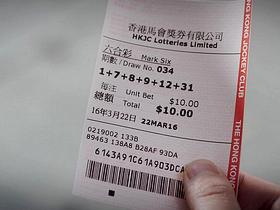 香港馬會獎券有限公司
HKJC Lotteries Limited
六合彩 Mark Six
期數 / Draw No. 034
1+7+8+9+12+31
每注 Unit Bet $10.00
總額 Total $10.00
16年3月22日 22MAR16
0219002 133B
89463 138A8 B28AF 93DA
6143A91C61A903DCA
THE HONG KONG JOCKEY CLUB
THE HONG